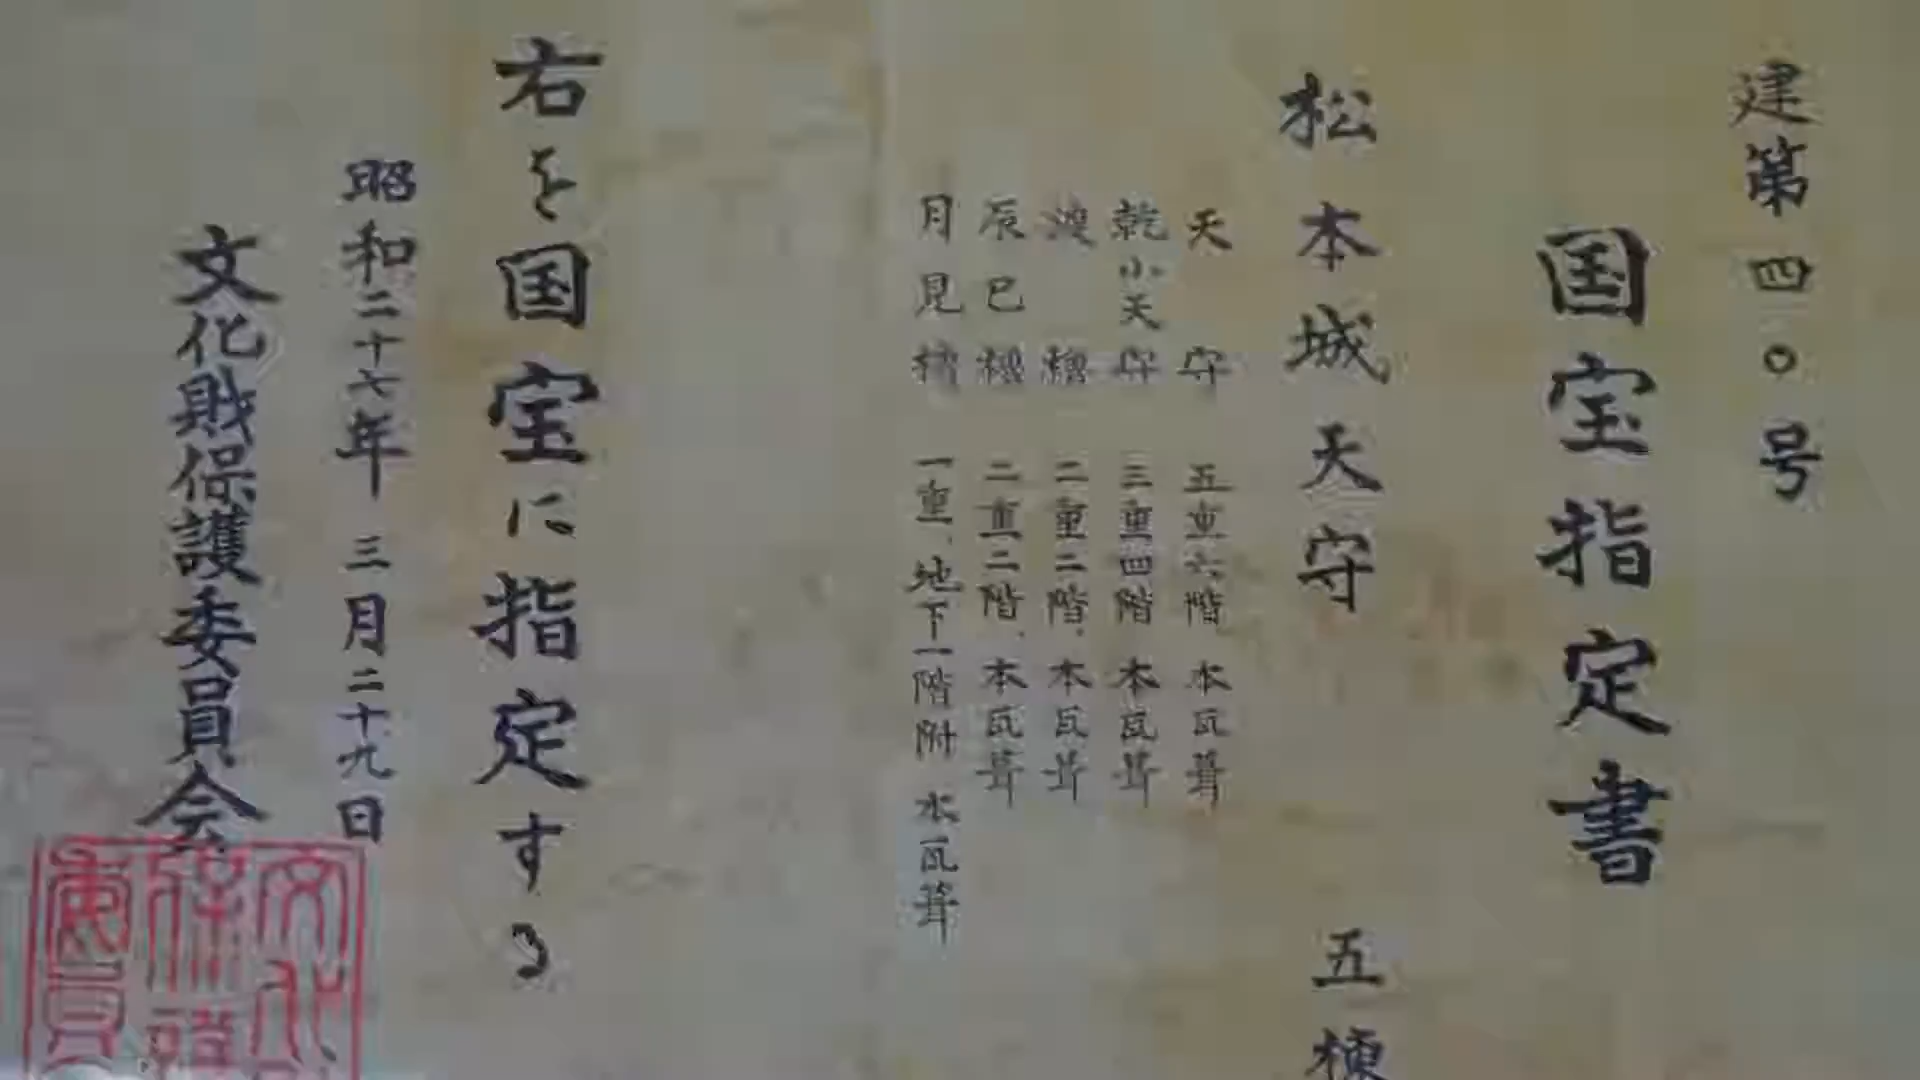 建第四〇号
国宝指定書
松本城天守 五棟
天守 五重六階、本瓦葺
乾小天守 三重四階 本瓦葺
渡櫓 二重二階、本瓦葺
辰巳櫓 二重二階、本瓦葺
月見櫓 一重、地下一階附 本瓦葺
右を国宝に指定する
昭和二十七年三月二十九日
文化財保護委員会